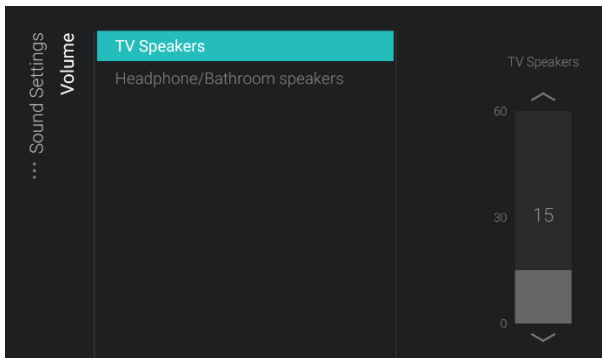 ... Sound Settings
Volume
TV Speakers
Headphone/Bathroom speakers
TV Speakers
60
30
15
0